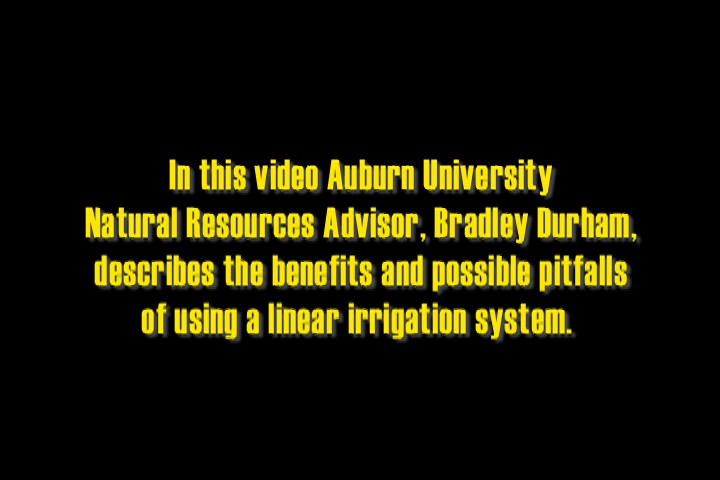 In this video Auburn University
Natural Resources Advisor, Bradley Durham,
describes the benefits and possible pitfalls
of using a linear irrigation system.